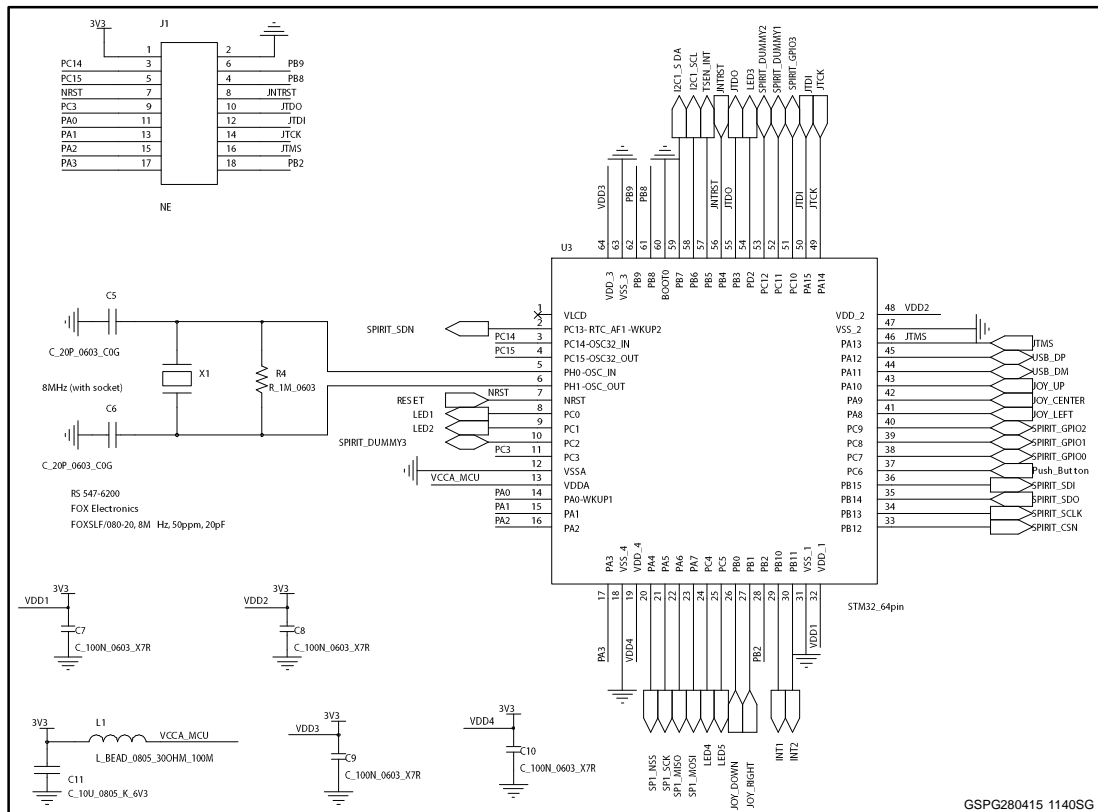 J1
3V3
1 2
PC14 3 6 PB9
PC15 5 4 PB8
NRST 7 8 JNTRST
PC3 9 10 JTDO
PA0 11 12 JTDI
PA1 13 14 JTCK
PA2 15 16 JTMS
PA3 17 18 PB2
NE
I2C1_S DA
I2C1_SCL
TSEN_INT
JNTRST
JTDO
LED3
SPIRIT_DUMMY2
SPIRIT_DUMMY1
SPIRIT_GPIO3
JTDI
JTCK
VDD3
PB9
PB8
JNTRST
JTDO
JTDI
JTCK
U3
64 63 62 61 60 59 58 57 56 55 54 53 52 51 50 49
VDD_3
VSS_3
PB9
PB8
BOOT0
PB7
PB6
PB5
PB4
PB3
PD2
PC12
PC11
PC10
PA15
PA14
1 VLCD
SPIRIT_SDN 2 PC13- RTC_AF1 -WKUP2
PC14 3 PC14-OSC32_IN
PC15 4 PC15-OSC32_OUT
5 PH0-OSC_IN
6 PH1-OSC_OUT
RESET NRST 7 NRST
LED1 8 PC0
LED2 9 PC1
SPIRIT_DUMMY3 10 PC2
PC3 11 PC3
12 VSSA
VCCA_MCU 13 VDDA
PA0 14 PA0-WKUP1
PA1 15 PA1
PA2 16 PA2
VDD_2 48 VDD2
VSS_2 47
PA13 46 JTMS JTMS
PA12 45 USB_DP
PA11 44 USB_DM
PA10 43 JOY_UP
PA9 42 JOY_CENTER
PA8 41 JOY_LEFT
PC9 40 SPIRIT_GPIO2
PC8 39 SPIRIT_GPIO1
PC7 38 SPIRIT_GPIO0
PC6 37 Push_Button
PB15 36 SPIRIT_SDI
PB14 35 SPIRIT_SDO
PB13 34 SPIRIT_SCLK
PB12 33 SPIRIT_CSN
PA3
VSS_4
VDD_4
PA4
PA5
PA6
PA7
PC4
PC5
PB0
PB1
PB2
PB10
PB11
VSS_1
VDD_1
17 18 19 20 21 22 23 24 25 26 27 28 29 30 31 32
STM32_64pin
PA3
VDD4
PB2
VDD1
SP1_NSS
SP1_SCK
SP1_MISO
SP1_MOSI
LED4
LED5
JOY_DOWN
JOY_RIGHT
INT1
INT2
C5
C_20P_0603_C0G
8MHz (with socket)
X1
R4
R_1M_0603
C6
C_20P_0603_C0G
RS 547-6200
FOX Electronics
FOXSLF/080-20, 8M Hz, 50ppm, 20pF
3V3
VDD1
C7
C_100N_0603_X7R
3V3
VDD2
C8
C_100N_0603_X7R
3V3
L1
VCCA_MCU
L_BEAD_0805_30OHM_100M
C11
C_10U_0805_K_6V3
3V3
VDD3
C9
C_100N_0603_X7R
3V3
VDD4
C10
C_100N_0603_X7R
GSPG280415 1140SG